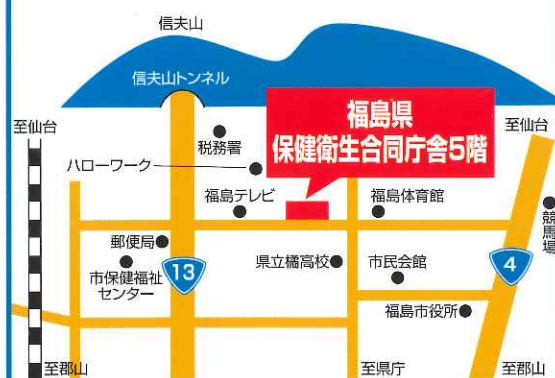 信夫山
信夫山トンネル
福島県
保健衛生合同庁舎5階
至仙台
至仙台
税務署
ハローワーク
福島テレビ
福島体育館
競馬場
郵便局
市保健福祉
センター
13
県立橘高校
市民会館
4
福島市役所
至郡山
至県庁
至郡山